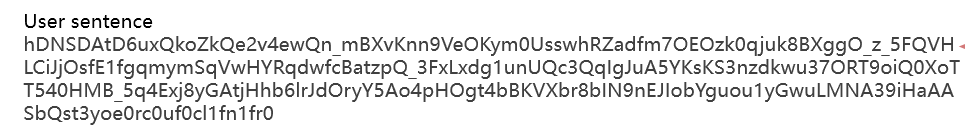 User sentence
hDNSDAtD6uxQkoZkQe2v4ewQn_mBXvKnn9VeOKym0UsswhRZadfm7OEOzk0qjuk8BXggO_z_5FQVH
LCiJjOsfE1fgqmymSqVwHYRqdwfcBatzpQ_3FxLxdg1unUQc3QqIgJuA5YKsKS3nzdkwu37ORT9oiQ0XoT
T540HMB_5q4Exj8yGAtjHhb6lrJdOryY5Ao4pHOgt4bBKVXbr8bIN9nEJIobYguou1yGwuLMNA39iHaAA
SbQst3yoe0rc0uf0cl1fn1fr0